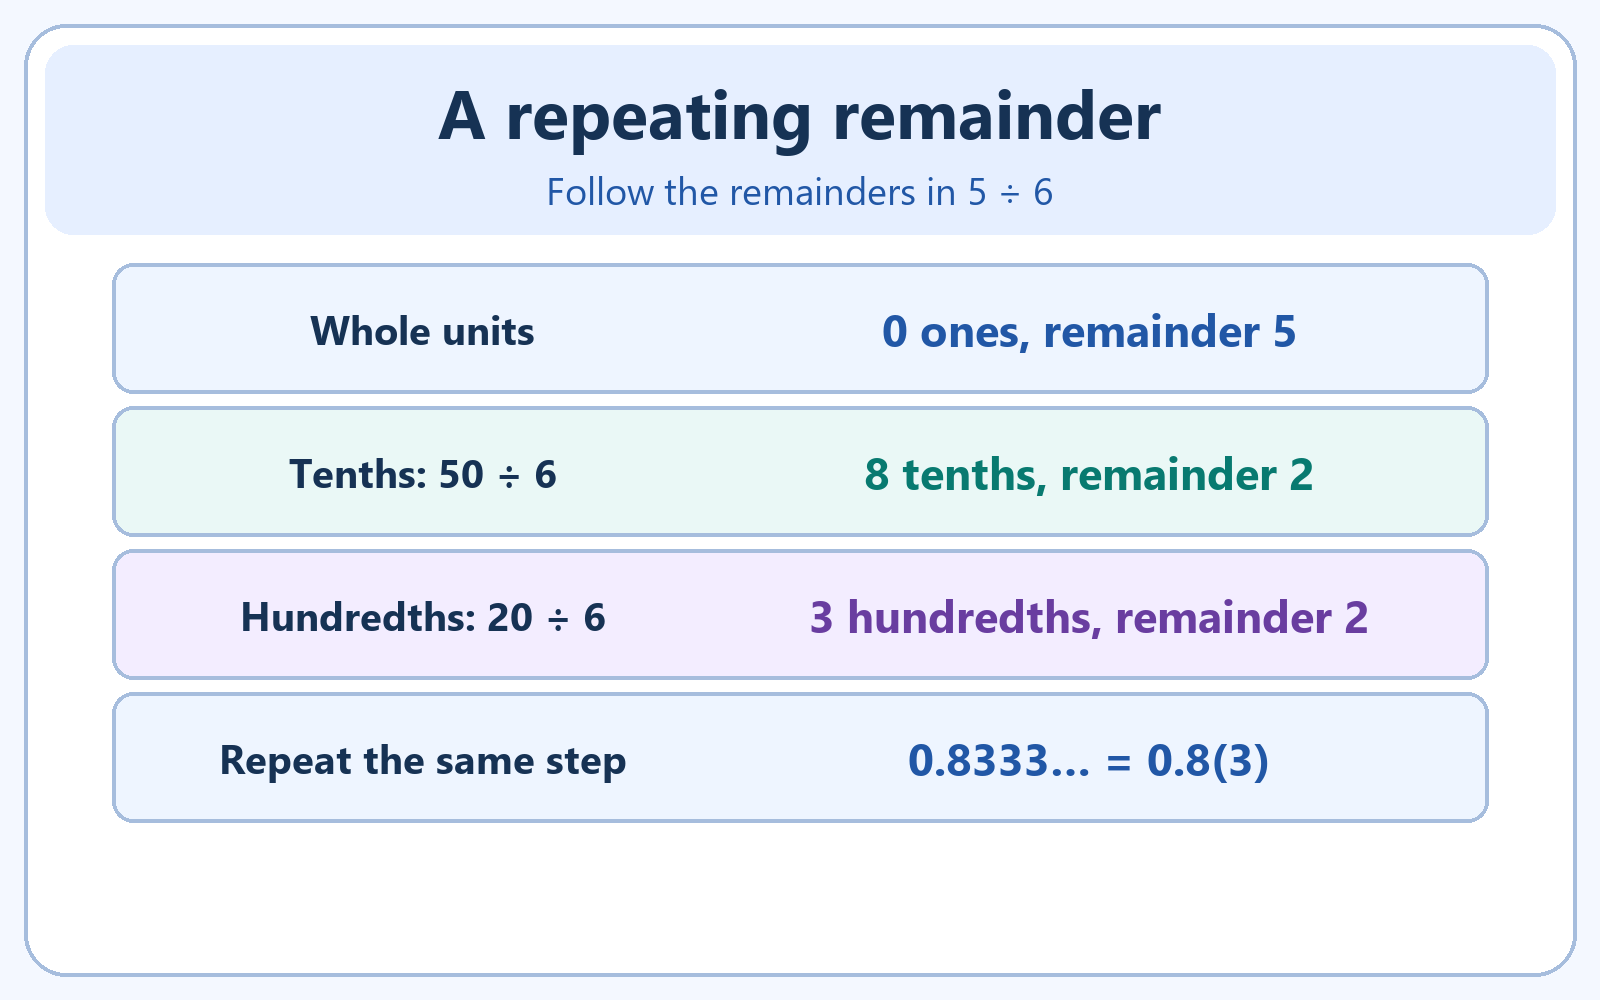 A repeating remainder
Follow the remainders in 5 ÷ 6
Whole units
0 ones, remainder 5
Tenths: 50 ÷ 6
8 tenths, remainder 2
Hundredths: 20 ÷ 6
3 hundredths, remainder 2
Repeat the same step
0.8333... = 0.8(3)